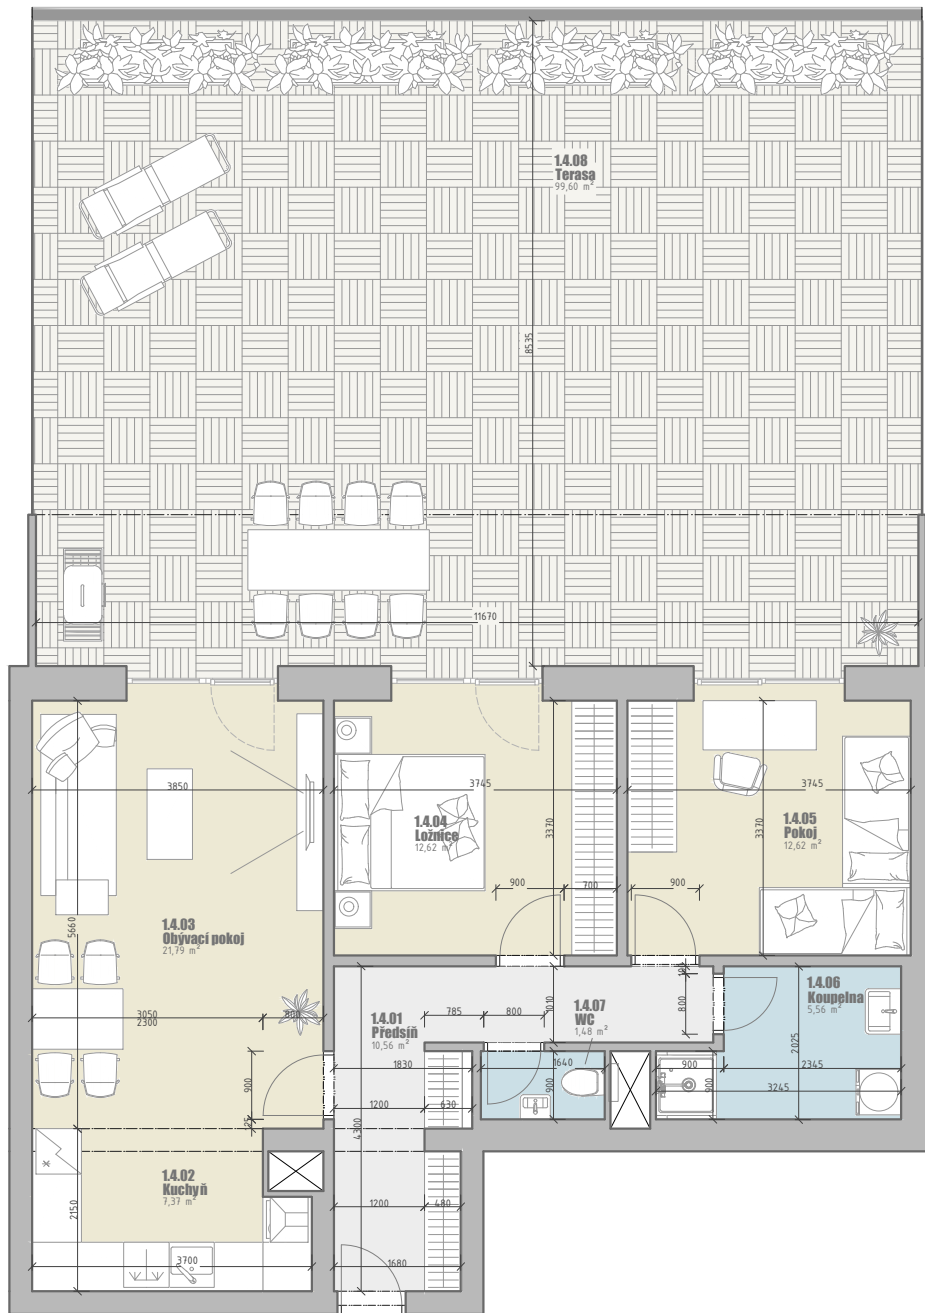 1.4.08
Terasa
99,60 m²
8535
11670
3850
3745
3745
3370
3370
1.4.04
Ložnice
12,62 m²
1.4.05
Pokoj
12,62 m²
900
700
900
5660
1.4.03
Obývací pokoj
21,79 m²
3050
2300
800
1.4.01
Předsíň
10,56 m²
785
800
1010
1.4.07
WC
1,48 m²
800
1.4.06
Koupelna
5,56 m²
2025
1830
1640
900
2345
900
900
900
3245
1200
630
4300
1.4.02
Kuchyň
7,37 m²
2150
1200
480
3700
1680